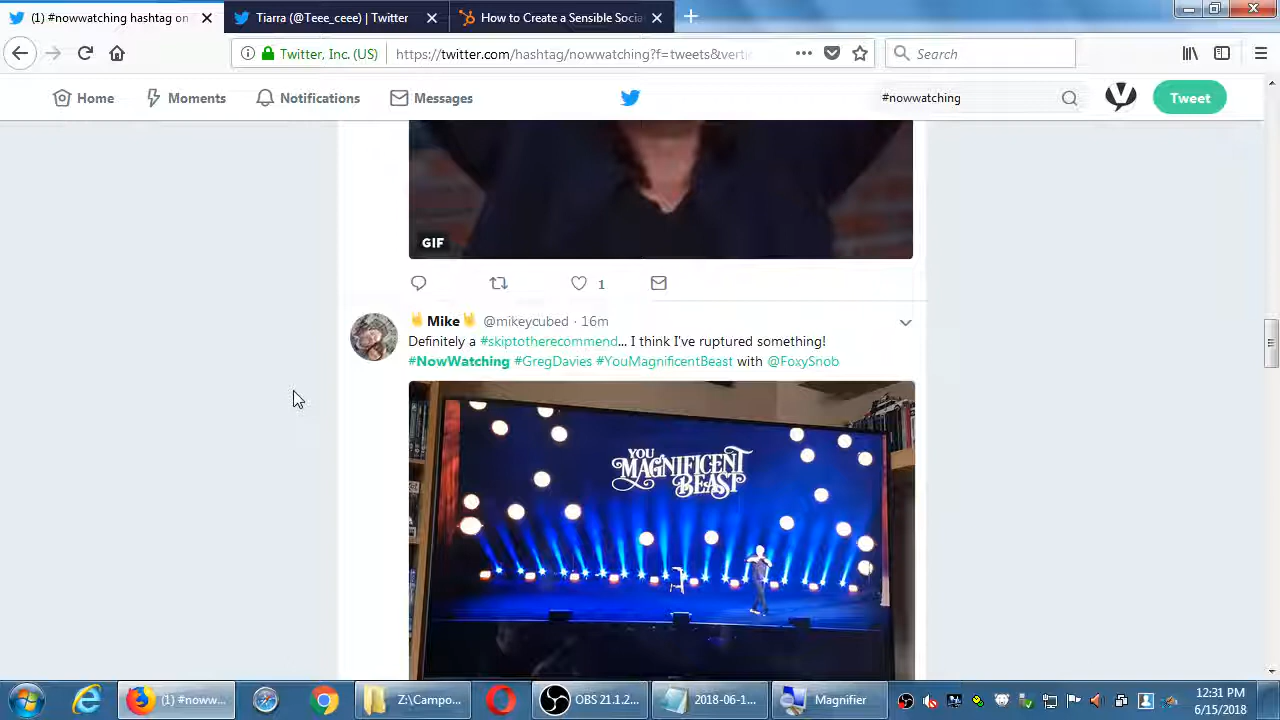 (1) #nowwatching hashtag on
Tiarra (@Teee_ceee) | Twitter
How to Create a Sensible Socia
Twitter, Inc. (US)
https://twitter.com/hashtag/nowwatching?f=tweets&verti
Search
Home
Moments
Notifications
Messages
#nowwatching
Tweet
GIF
1
Mike @mikeycubed · 16m
Definitely a #skiptotherecommend... I think I've ruptured something!
#NowWatching #GregDavies #YouMagnificentBeast with @FoxySnob
YOU
MAGNIFICENT
BEAST
(1) #noww...
Z:\Campo...
OBS 21.1.2...
2018-06-1...
Magnifier
12:31 PM
6/15/2018